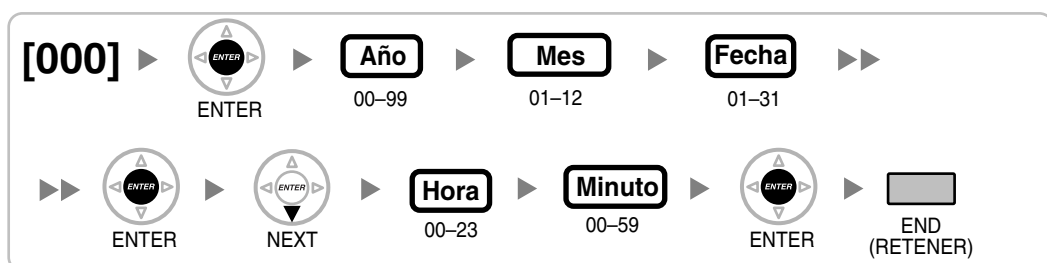 [000] ENTER Año Mes Fecha
ENTER 00–99 01–12 01–31
ENTER ENTER Hora Minuto ENTER
ENTER NEXT 00–23 00–59 ENTER END
(RETENER)